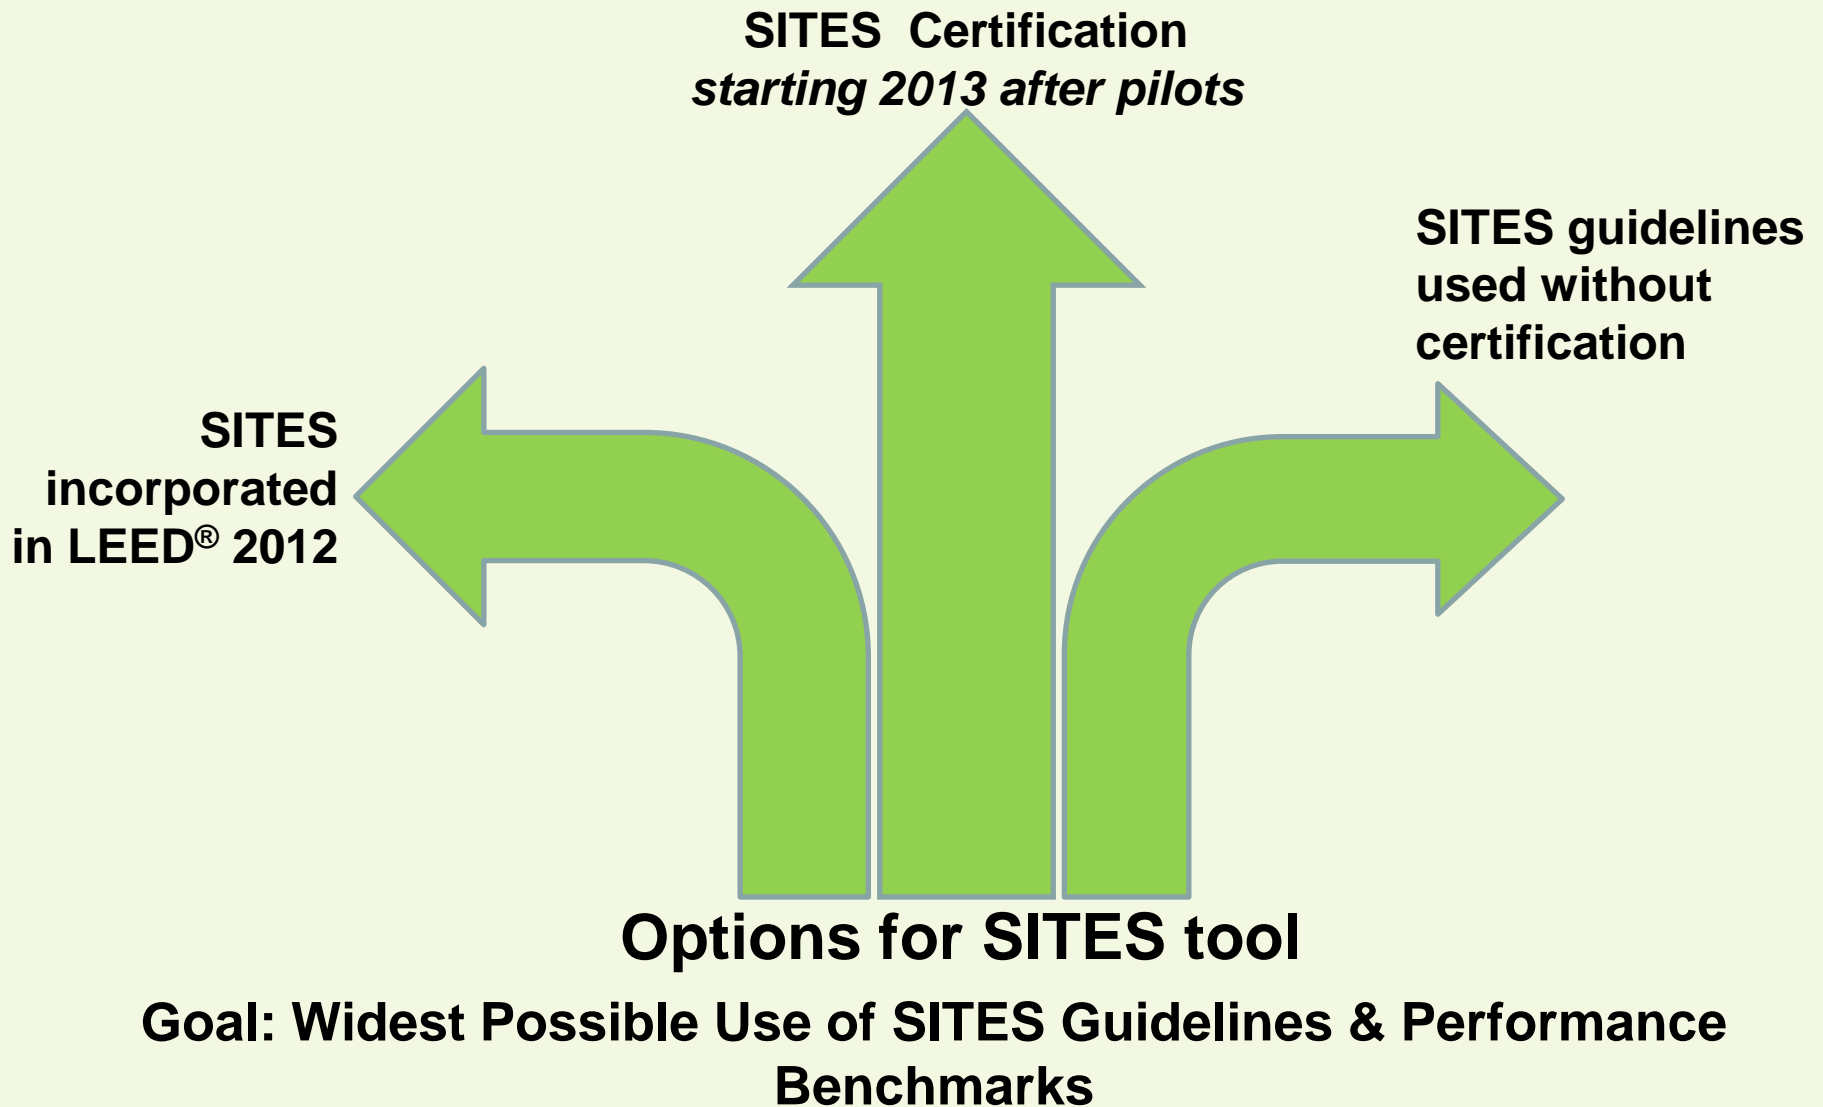 SITES Certification
starting 2013 after pilots
SITES guidelines
used without
certification
SITES
incorporated
in LEED® 2012
Options for SITES tool
Goal: Widest Possible Use of SITES Guidelines & Performance
Benchmarks